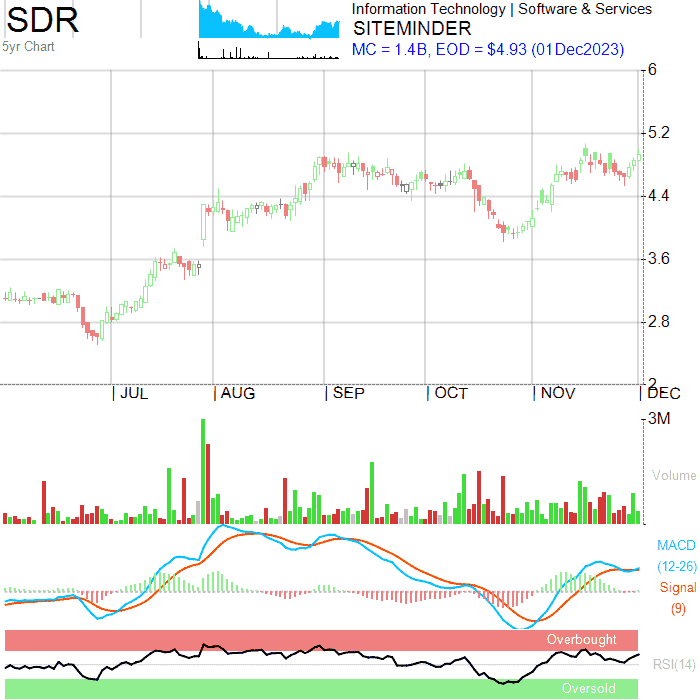 SDR
5yr Chart
Information Technology | Software & Services
SITEMINDER
MC = 1.4B, EOD = $4.93 (01Dec2023)
6
5.2
4.4
3.6
2.8
2
| JUL | AUG | SEP | OCT | NOV | DEC
3M
Volume
MACD
(12-26)
Signal
(9)
Overbought
RSI(14)
Oversold